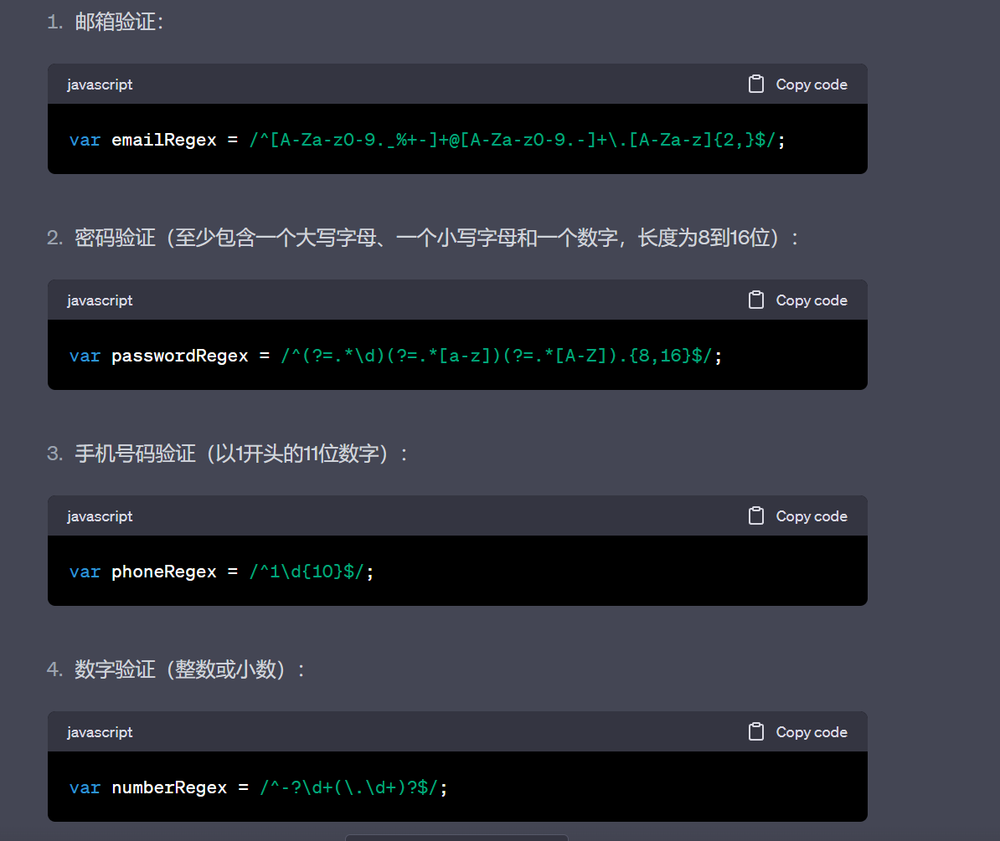 1. 邮箱验证：
javascript Copy code
var emailRegex = /^[A-Za-z0-9._%+-]+@[A-Za-z0-9.-]+\.[A-Za-z]{2,}$/;
2. 密码验证（至少包含一个大写字母、一个小写字母和一个数字，长度为8到16位）：
javascript Copy code
var passwordRegex = /^(?=.*\d)(?=.*[a-z])(?=.*[A-Z]).{8,16}$/;
3. 手机号码验证（以1开头的11位数字）：
javascript Copy code
var phoneRegex = /^1\d{10}$/;
4. 数字验证（整数或小数）：
javascript Copy code
var numberRegex = /^-?\d+(\.\d+)?$/;